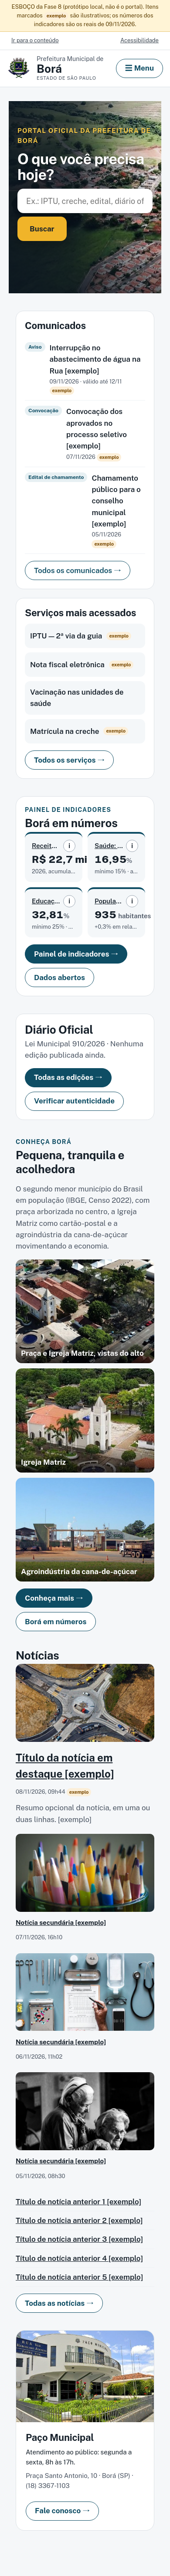 ESBOÇO da Fase B (protótipo local, não é o portal). Itens
marcados exemplo são ilustrativos; os números dos
indicadores são os reais de 09/11/2026.
Ir para o conteúdo
Acessibilidade
Prefeitura Municipal de
Borá
ESTADO DE SÃO PAULO
☰ Menu
PORTAL OFICIAL DA PREFEITURA DE
BORÁ
O que você precisa
hoje?
Ex.: IPTU, creche, edital, diário of
Buscar
Comunicados
Aviso
Interrupção no
abastecimento de água na
Rua [exemplo]
09/11/2026 · válido até 12/11
exemplo
Convocação
Convocação dos
aprovados no
processo seletivo
[exemplo]
07/11/2026 exemplo
Edital de chamamento
Chamamento
público para o
conselho
municipal
[exemplo]
05/11/2026
exemplo
Todos os comunicados →
Serviços mais acessados
IPTU — 2ª via da guia exemplo
Nota fiscal eletrônica exemplo
Vacinação nas unidades de
saúde
Matrícula na creche exemplo
Todos os serviços →
PAINEL DE INDICADORES
Borá em números
Receit... i
R$ 22,7 mi
2026, acumula...
Saúde: ... i
16,95%
mínimo 15% · a...
Educaç... i
32,81%
mínimo 25% · ...
Popula... i
935 habitantes
+0,3% em rela...
Painel de indicadores →
Dados abertos
Diário Oficial
Lei Municipal 910/2026 · Nenhuma
edição publicada ainda.
Todas as edições →
Verificar autenticidade
CONHEÇA BORÁ
Pequena, tranquila e
acolhedora
O segundo menor município do Brasil
em população (IBGE, Censo 2022), com
praça arborizada no centro, a Igreja
Matriz como cartão-postal e a
agroindústria da cana-de-açúcar
movimentando a economia.
Praça e Igreja Matriz, vistas do alto
Igreja Matriz
Agroindústria da cana-de-açúcar
Conheça mais →
Borá em números
Notícias
Título da notícia em
destaque [exemplo]
08/11/2026, 09h44 exemplo
Resumo opcional da notícia, em uma ou
duas linhas. [exemplo]
Notícia secundária [exemplo]
07/11/2026, 16h10
Notícia secundária [exemplo]
06/11/2026, 11h02
Notícia secundária [exemplo]
05/11/2026, 08h30
Título de notícia anterior 1 [exemplo]
Título de notícia anterior 2 [exemplo]
Título de notícia anterior 3 [exemplo]
Título de notícia anterior 4 [exemplo]
Título de notícia anterior 5 [exemplo]
Todas as notícias →
Paço Municipal
Atendimento ao público: segunda a
sexta, 8h às 17h.
Praça Santo Antonio, 10 · Borá (SP) ·
(18) 3367-1103
Fale conosco →